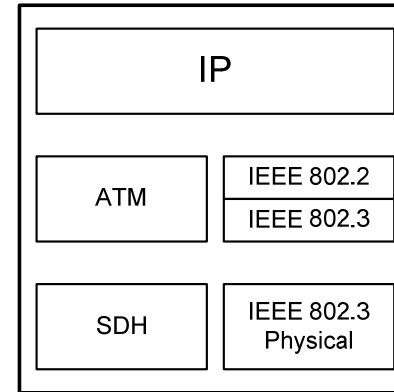 IP
ATM
IEEE 802.2
IEEE 802.3
SDH
IEEE 802.3
Physical